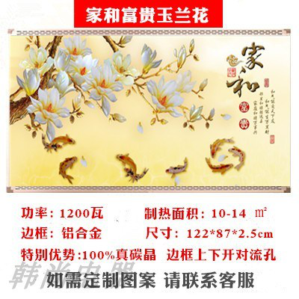 家和富贵玉兰花
家和
富贵
功率：1200瓦 制热面积：10-14 ㎡
边框：铝合金 尺寸：122*87*2.5cm
特别优势：100%真碳晶 边框上下开对流孔
如需定制图案 请联系客服